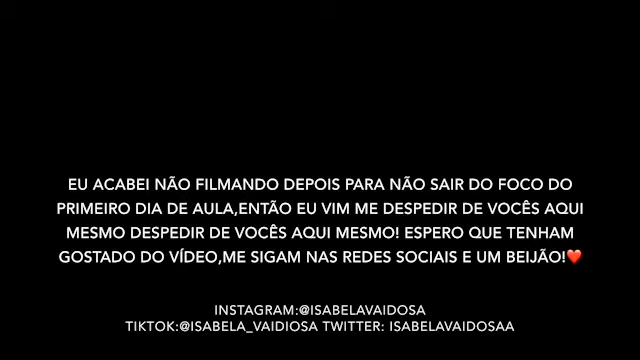 EU ACABEI NÃO FILMANDO DEPOIS PARA NÃO SAIR DO FOCO DO
PRIMEIRO DIA DE AULA,ENTÃO EU VIM ME DESPEDIR DE VOCÊS AQUI
MESMO DESPEDIR DE VOCÊS AQUI MESMO! ESPERO QUE TENHAM
GOSTADO DO VÍDEO,ME SIGAM NAS REDES SOCIAIS E UM BEIJÃO!❤️
INSTAGRAM:@ISABELAVAIDOSA
TIKTOK:@ISABELA_VAIDIOSA TWITTER: ISABELAVAIDOSAA